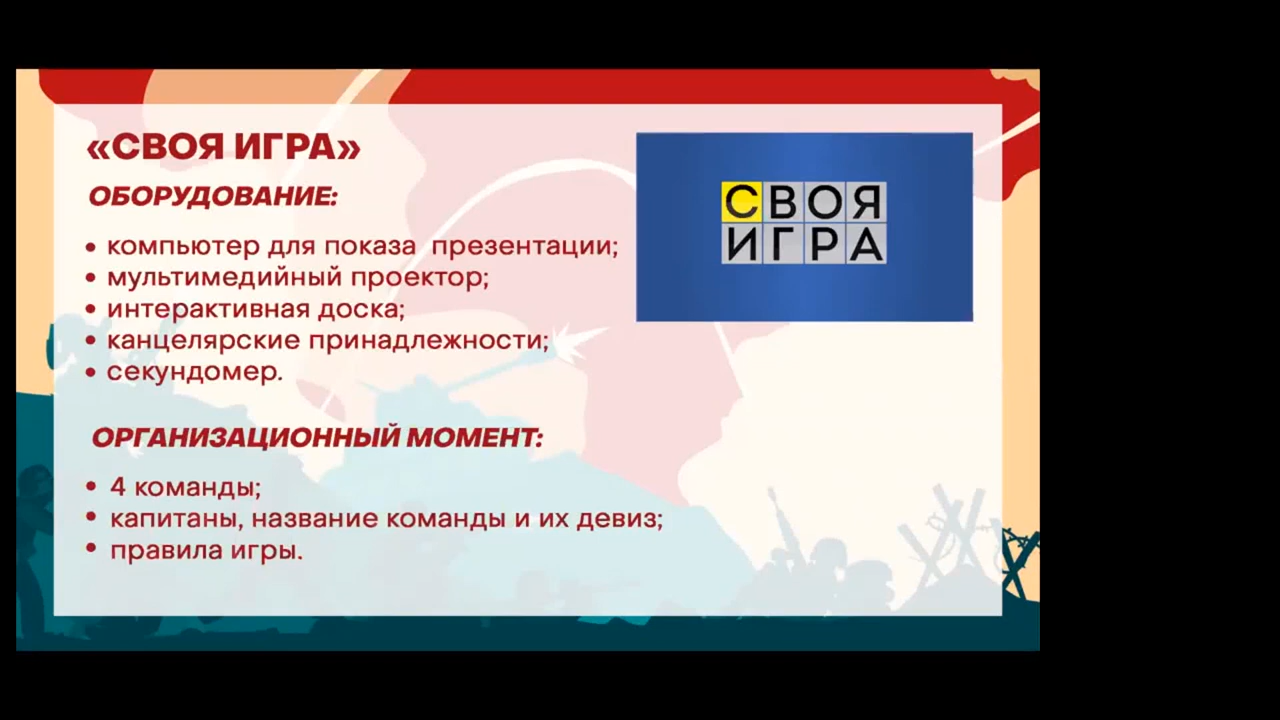 «СВОЯ ИГРА»
ОБОРУДОВАНИЕ:
• компьютер для показа  презентации;
• мультимедийный проектор;
• интерактивная доска;
• канцелярские принадлежности;
• секундомер.
СВОЯ
ИГРА
ОРГАНИЗАЦИОННЫЙ МОМЕНТ:
• 4 команды;
• капитаны, название команды и их девиз;
• правила игры.